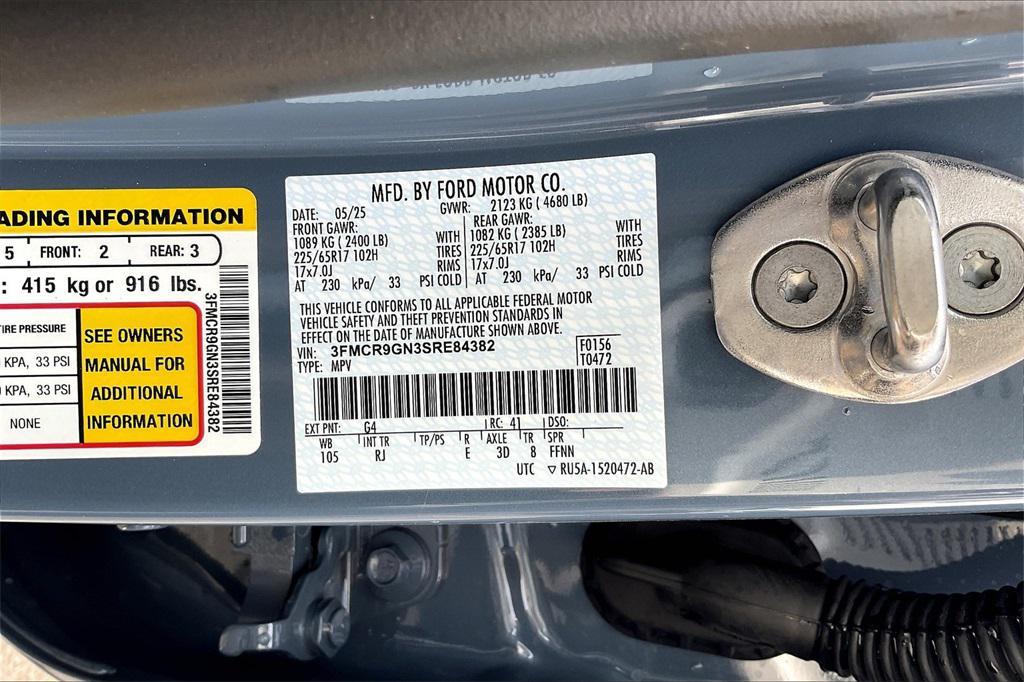 ADING INFORMATION
5 FRONT: 2 REAR: 3
: 415 kg or 916 lbs.
TIRE PRESSURE
KPA, 33 PSI
KPA, 33 PSI
NONE
SEE OWNERS
MANUAL FOR
ADDITIONAL
INFORMATION
3FMCR9GN3SRE84382
MFD. BY FORD MOTOR CO.
DATE: 05/25 GVWR: 2123 KG ( 4680 LB)
FRONT GAWR: REAR GAWR:
1089 KG ( 2400 LB) WITH 1082 KG ( 2385 LB) WITH
225/65R17 102H TIRES 225/65R17 102H TIRES
17x7.0J RIMS 17x7.0J RIMS
AT 230 kPa/ 33 PSI COLD AT 230 kPa/ 33 PSI COLD
THIS VEHICLE CONFORMS TO ALL APPLICABLE FEDERAL MOTOR
VEHICLE SAFETY AND THEFT PREVENTION STANDARDS IN
EFFECT ON THE DATE OF MANUFACTURE SHOWN ABOVE.
VIN: 3FMCR9GN3SRE84382 F0156
TYPE: MPV T0472
EXT PNT: G4 RC: 41 DSO:
WB INT TR TP/PS R AXLE TR SPR
105 RJ E 3D 8 FFNN
UTC ▽ RU5A-1520472-AB